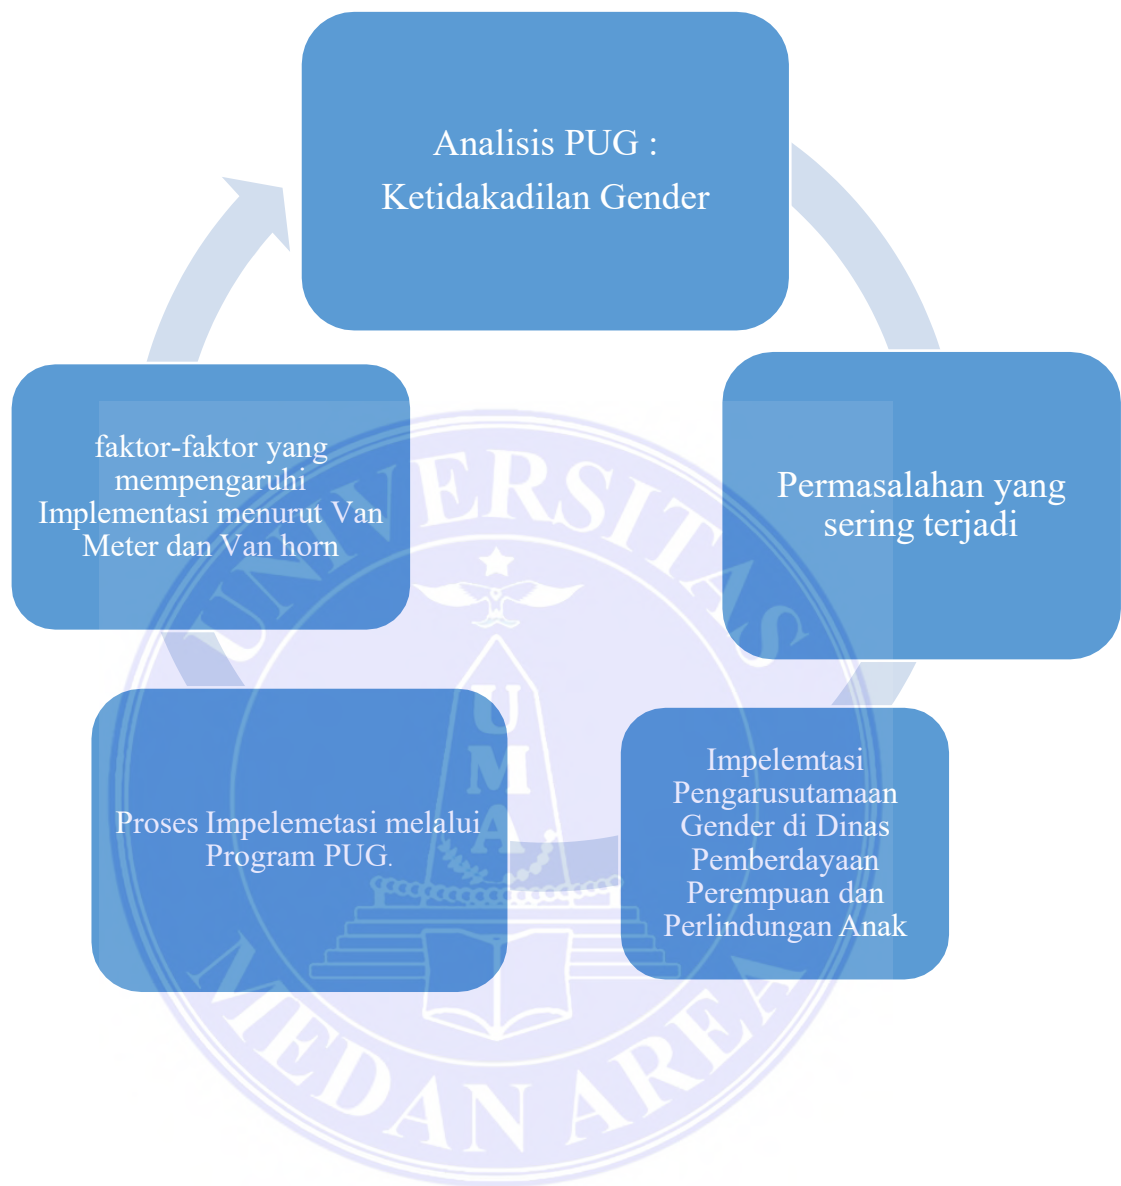 Analisis PUG :
Ketidakadilan Gender
Permasalahan yang
sering terjadi
Impelemtasi
Pengarusutamaan
Gender di Dinas
Pemberdayaan
Perempuan dan
Perlindungan Anak
Proses Impelemetasi melalui
Program PUG.
faktor-faktor yang
mempengaruhi
Implementasi menurut Van
Meter dan Van horn
UNIVERSITAS
UMA
MEDAN AREA